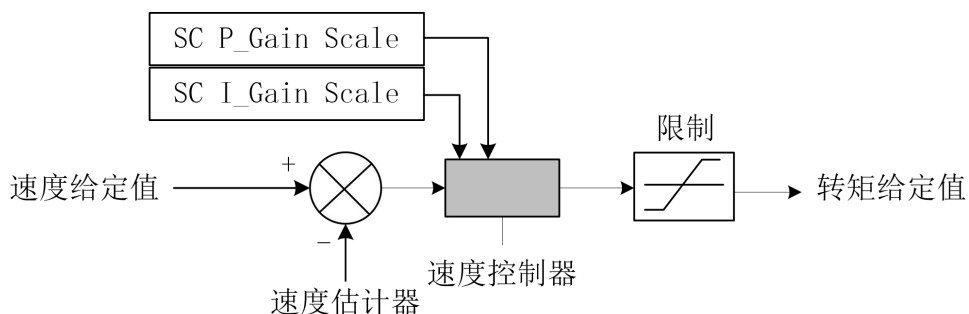 SC P_Gain Scale
SC I_Gain Scale
限制
+
速度给定值
转矩给定值
−
速度控制器
速度估计器